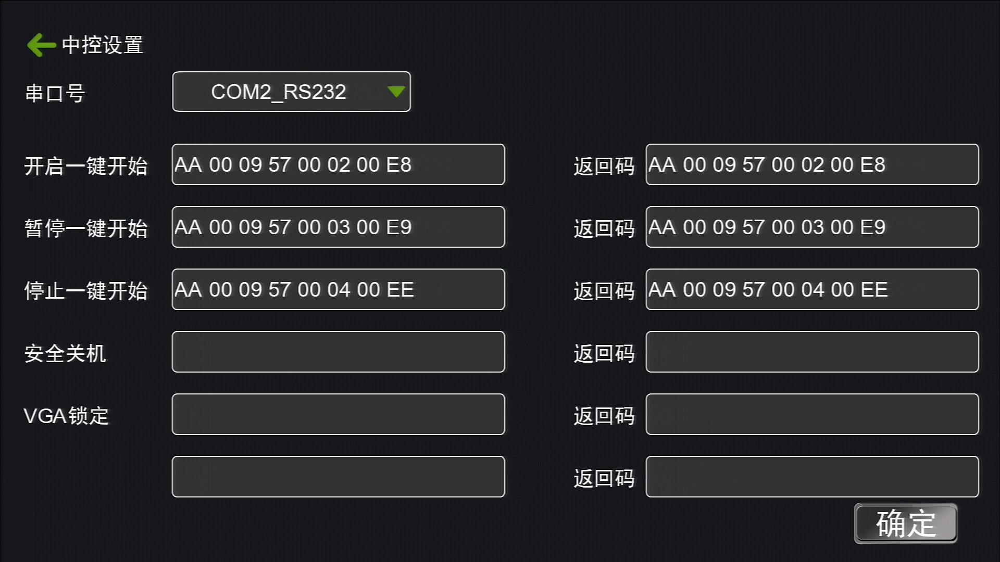 中控设置
串口号 COM2_RS232
开启一键开始 AA 00 09 57 00 02 00 E8 返回码 AA 00 09 57 00 02 00 E8
暂停一键开始 AA 00 09 57 00 03 00 E9 返回码 AA 00 09 57 00 03 00 E9
停止一键开始 AA 00 09 57 00 04 00 EE 返回码 AA 00 09 57 00 04 00 EE
安全关机 返回码
VGA锁定 返回码
返回码
确定